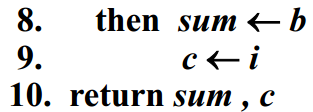 8. then sum ← b
9. c ← i
10. return sum , c